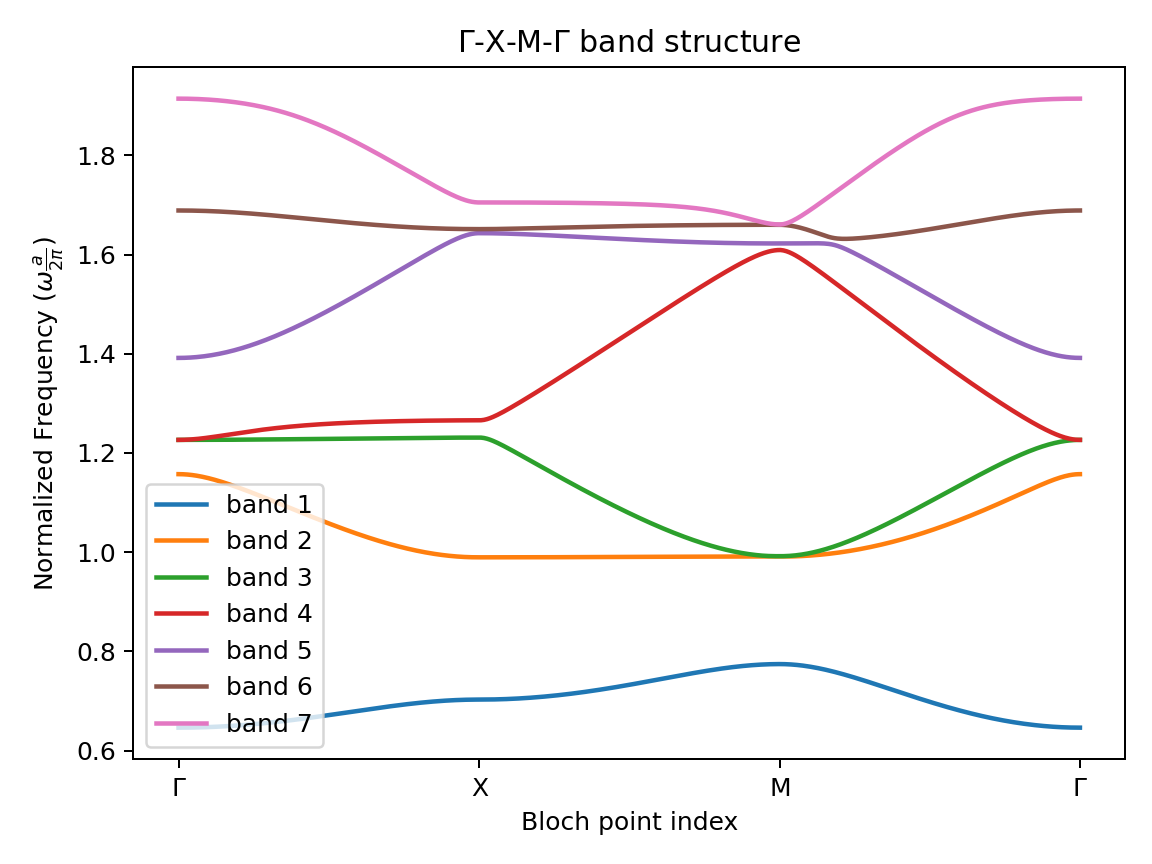 Γ-X-M-Γ band structure
Normalized Frequency (ω a/2π)
1.8
1.6
1.4
1.2
1.0
0.8
0.6
band 1
band 2
band 3
band 4
band 5
band 6
band 7
Γ X M Γ
Bloch point index